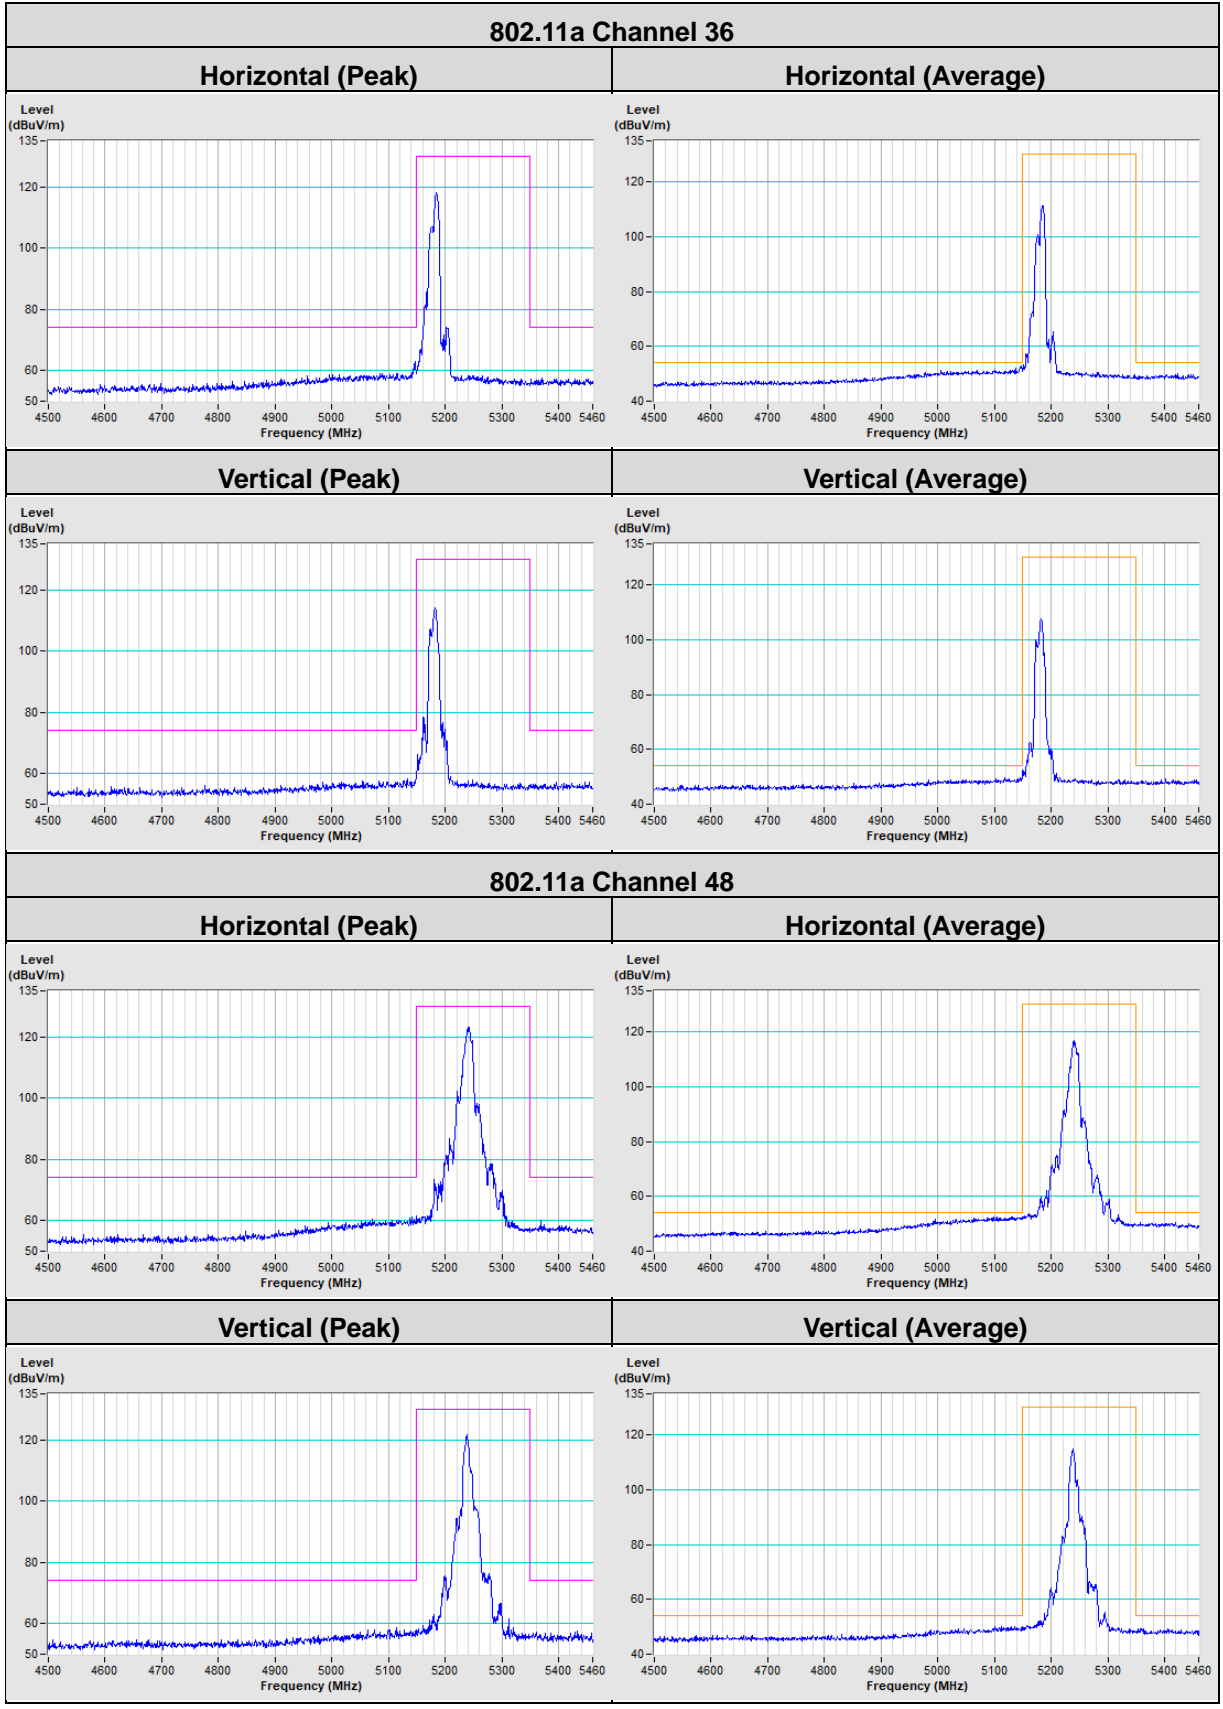 802.11a Channel 36
Horizontal (Peak)
Horizontal (Average)
Level
(dBuV/m)
135
120
100
80
60
50
4500 4600 4700 4800 4900 5000 5100 5200 5300 5400 5460
Frequency (MHz)
Level
(dBuV/m)
135
120
100
80
60
40
4500 4600 4700 4800 4900 5000 5100 5200 5300 5400 5460
Frequency (MHz)
Vertical (Peak)
Vertical (Average)
Level
(dBuV/m)
135
120
100
80
60
50
4500 4600 4700 4800 4900 5000 5100 5200 5300 5400 5460
Frequency (MHz)
Level
(dBuV/m)
135
120
100
80
60
40
4500 4600 4700 4800 4900 5000 5100 5200 5300 5400 5460
Frequency (MHz)
802.11a Channel 48
Horizontal (Peak)
Horizontal (Average)
Level
(dBuV/m)
135
120
100
80
60
50
4500 4600 4700 4800 4900 5000 5100 5200 5300 5400 5460
Frequency (MHz)
Level
(dBuV/m)
135
120
100
80
60
40
4500 4600 4700 4800 4900 5000 5100 5200 5300 5400 5460
Frequency (MHz)
Vertical (Peak)
Vertical (Average)
Level
(dBuV/m)
135
120
100
80
60
50
4500 4600 4700 4800 4900 5000 5100 5200 5300 5400 5460
Frequency (MHz)
Level
(dBuV/m)
135
120
100
80
60
40
4500 4600 4700 4800 4900 5000 5100 5200 5300 5400 5460
Frequency (MHz)